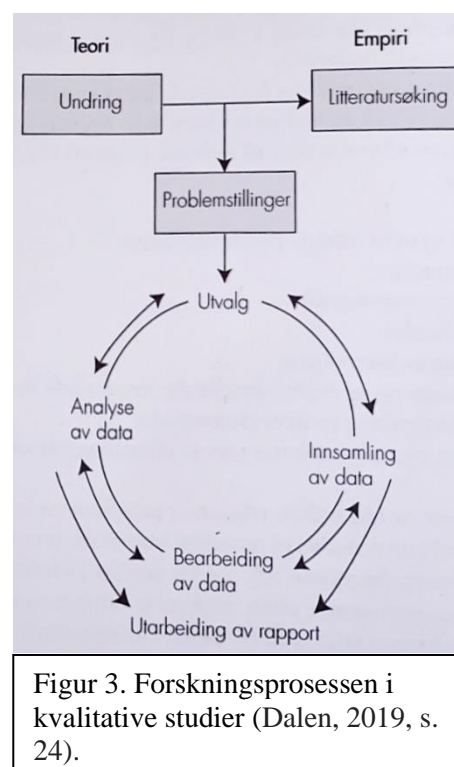 Teori
Empiri
Undring
Litteratursøking
Problemstillinger
Utvalg
Analyse
av data
Innsamling
av data
Bearbeiding
av data
Utarbeiding av rapport
Figur 3. Forskningsprosessen i
kvalitative studier (Dalen, 2019, s.
24).